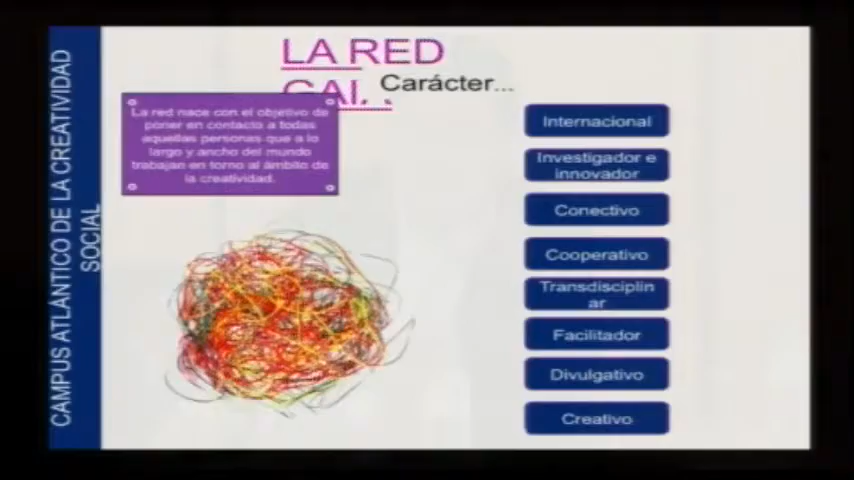 CAMPUS ATLÁNTICO DE LA CREATIVIDAD
SOCIAL
LA RED
Carácter...
La red nace con el objetivo de
poner en contacto a todas
aquellas personas que a lo
largo y ancho del mundo
trabajan en torno al ámbito de
la creatividad.
Internacional
Investigador e
innovador
Conectivo
Cooperativo
Transdisciplin
ar
Facilitador
Divulgativo
Creativo